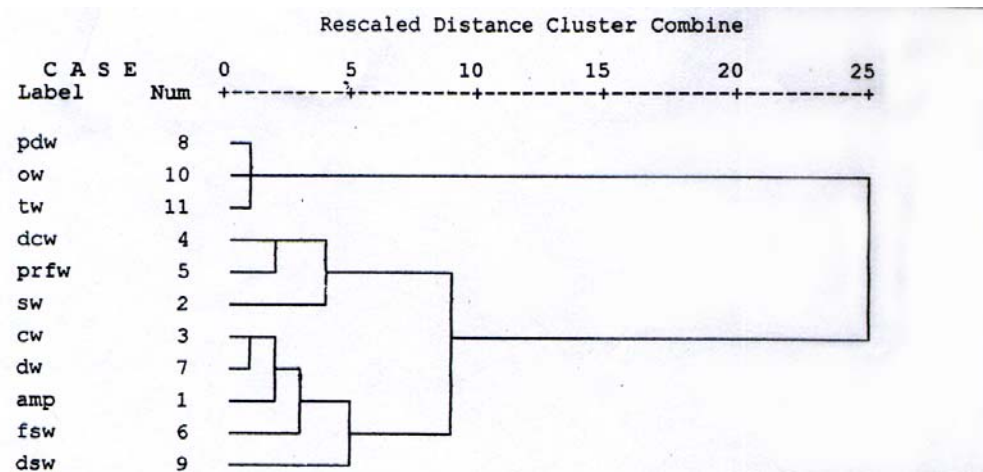 Rescaled Distance Cluster Combine
C A S E 0 5 10 15 20 25
Label Num
pdw 8
ow 10
tw 11
dcw 4
prfw 5
sw 2
cw 3
dw 7
amp 1
fsw 6
dsw 9